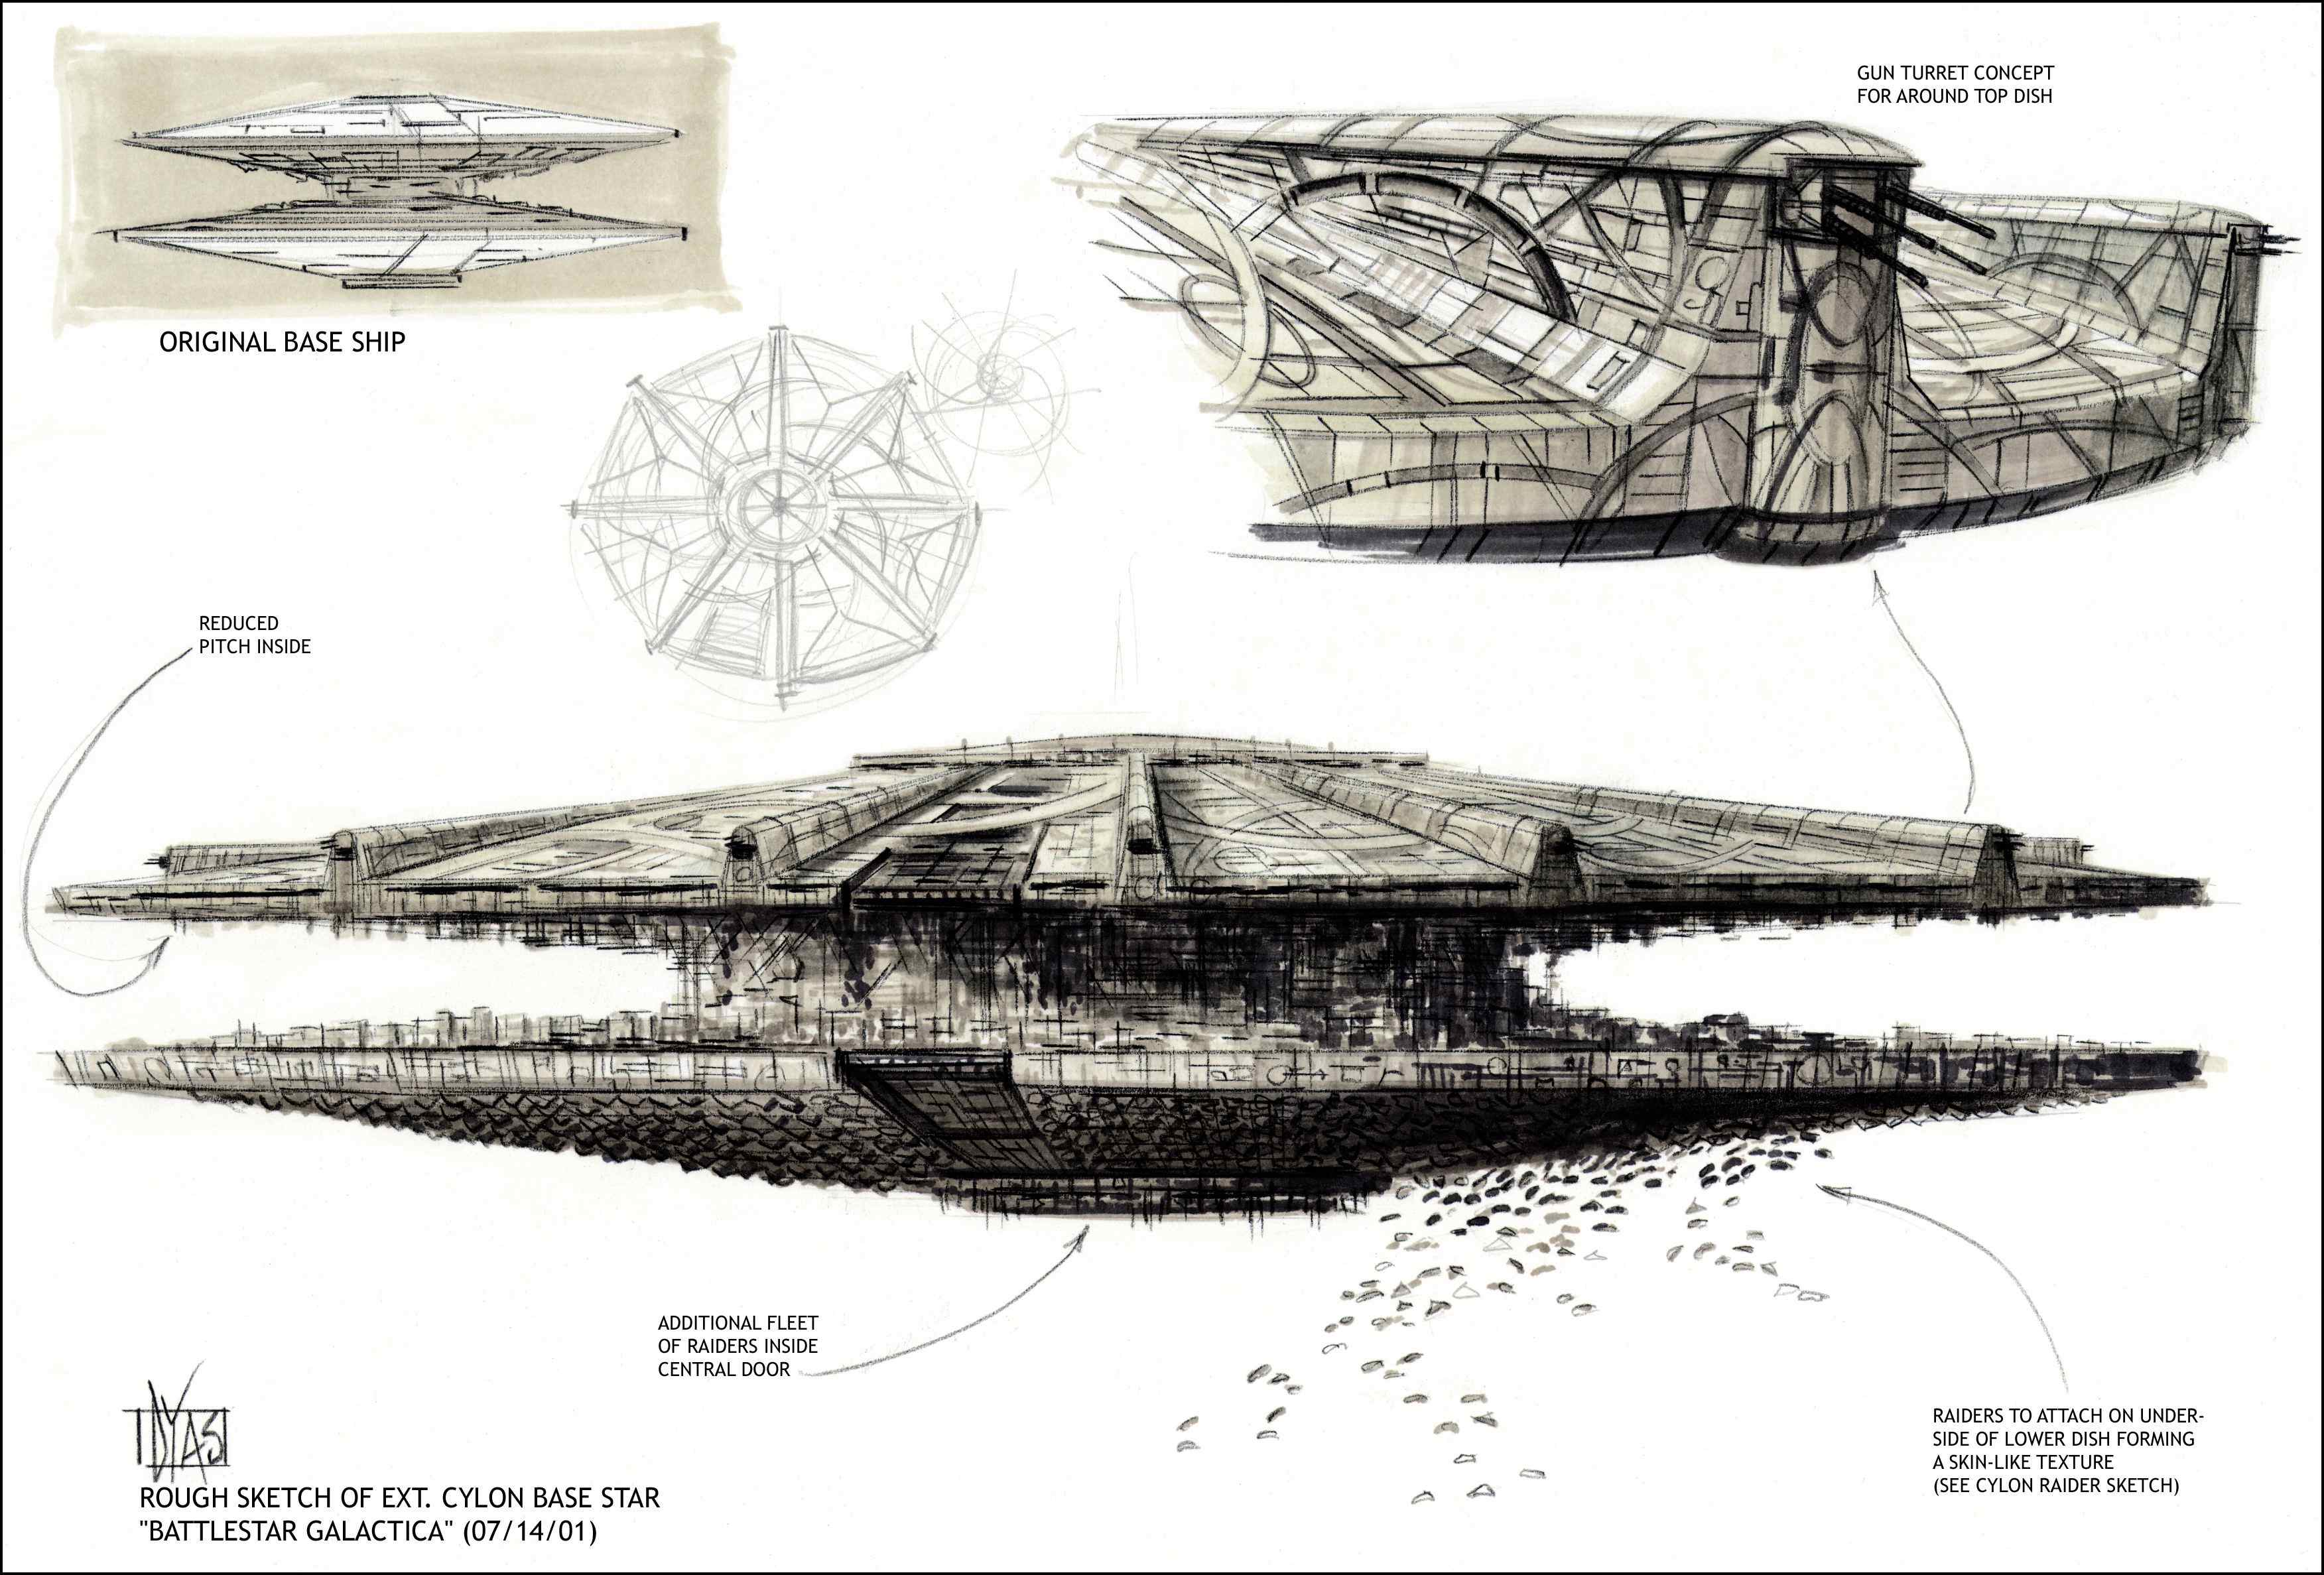 GUN TURRET CONCEPT
FOR AROUND TOP DISH
ORIGINAL BASE SHIP
REDUCED
PITCH INSIDE
ADDITIONAL FLEET
OF RAIDERS INSIDE
CENTRAL DOOR
RAIDERS TO ATTACH ON UNDER-
SIDE OF LOWER DISH FORMING
A SKIN-LIKE TEXTURE
(SEE CYLON RAIDER SKETCH)
DYAS
ROUGH SKETCH OF EXT. CYLON BASE STAR
"BATTLESTAR GALACTICA" (07/14/01)